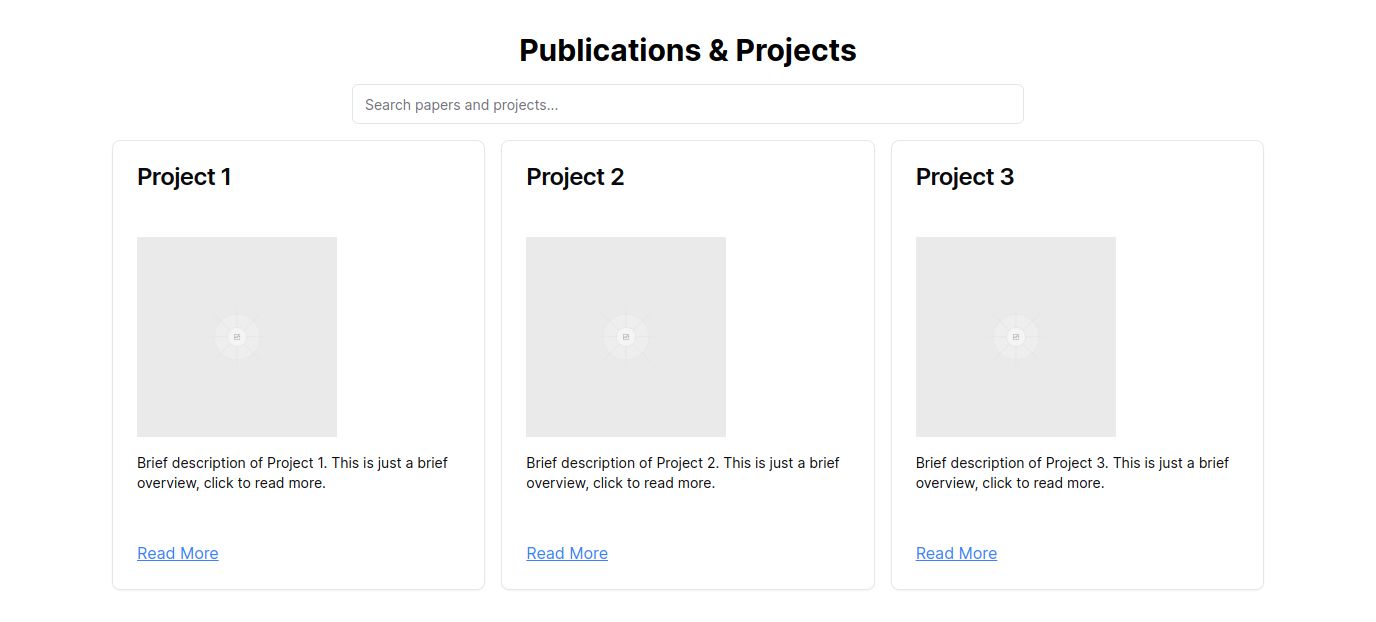 Publications & Projects
Search papers and projects...
Project 1
Brief description of Project 1. This is just a brief
overview, click to read more.
Read More
Project 2
Brief description of Project 2. This is just a brief
overview, click to read more.
Read More
Project 3
Brief description of Project 3. This is just a brief
overview, click to read more.
Read More